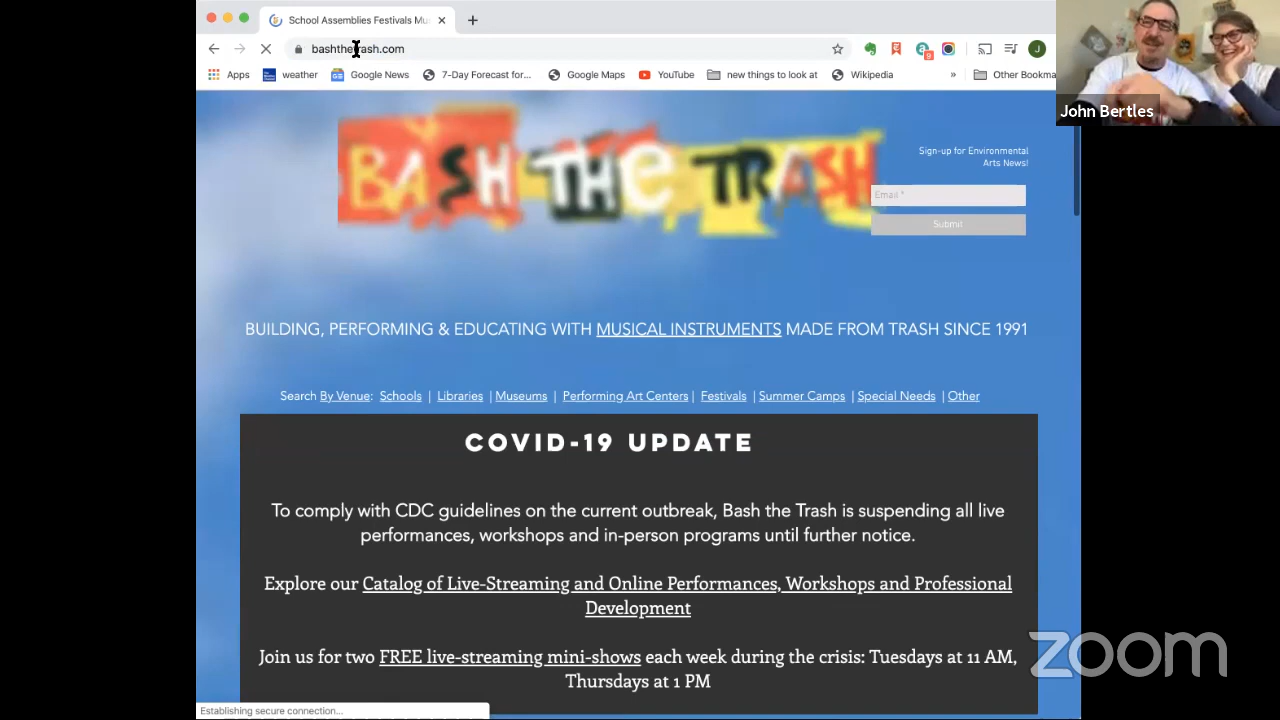 School Assemblies Festivals Mu
bashthetrash.com
9
J
Apps
weather
Google News
7-Day Forecast for...
Google Maps
YouTube
new things to look at
Wikipedia
»
Other Bookma
John Bertles
BASH THE TRASH
Sign-up for Environmental
Arts News!
Email *
Submit
BUILDING, PERFORMING & EDUCATING WITH MUSICAL INSTRUMENTS MADE FROM TRASH SINCE 1991
Search By Venue: Schools | Libraries | Museums | Performing Art Centers | Festivals | Summer Camps | Special Needs | Other
COVID-19 UPDATE
To comply with CDC guidelines on the current outbreak, Bash the Trash is suspending all live
performances, workshops and in-person programs until further notice.
Explore our Catalog of Live-Streaming and Online Performances, Workshops and Professional
Development
Join us for two FREE live-streaming mini-shows each week during the crisis: Tuesdays at 11 AM,
Thursdays at 1 PM
zoom
Establishing secure connection...